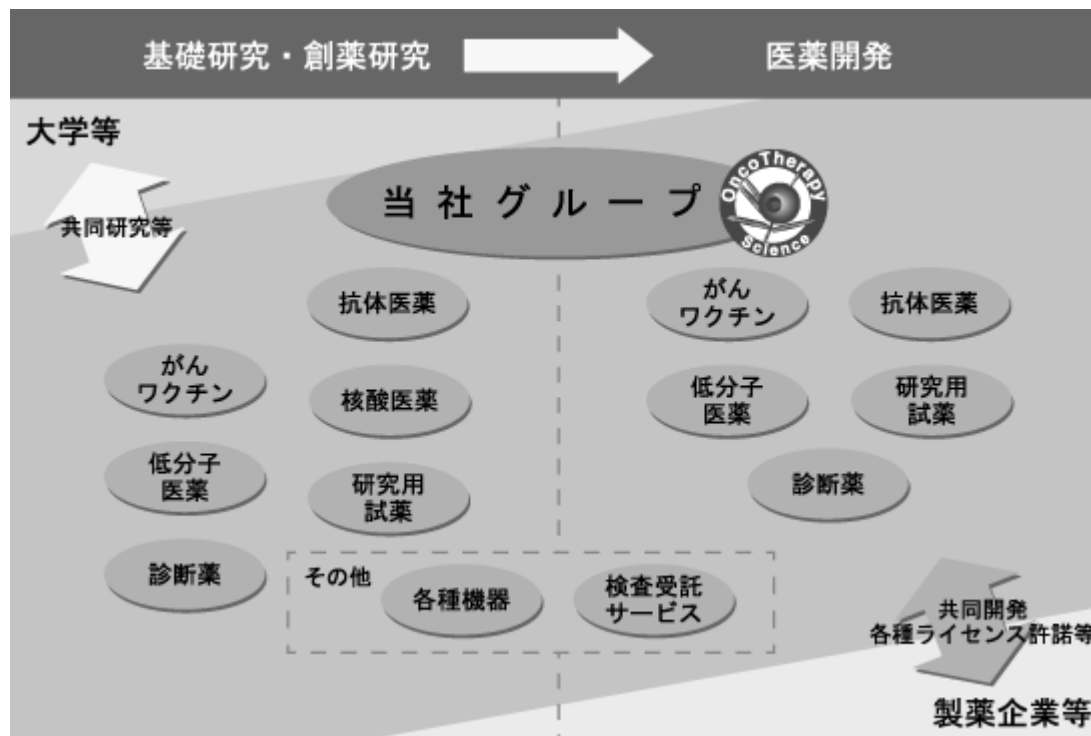 基礎研究・創薬研究
医薬開発
大学等
共同研究等
当社グループ
OncoTherapy
Science
抗体医薬
がん
ワクチン
核酸医薬
低分子
医薬
研究用
試薬
診断薬
がん
ワクチン
抗体医薬
低分子
医薬
研究用
試薬
診断薬
その他
各種機器
検査受託
サービス
共同開発
各種ライセンス許諾等
製薬企業等